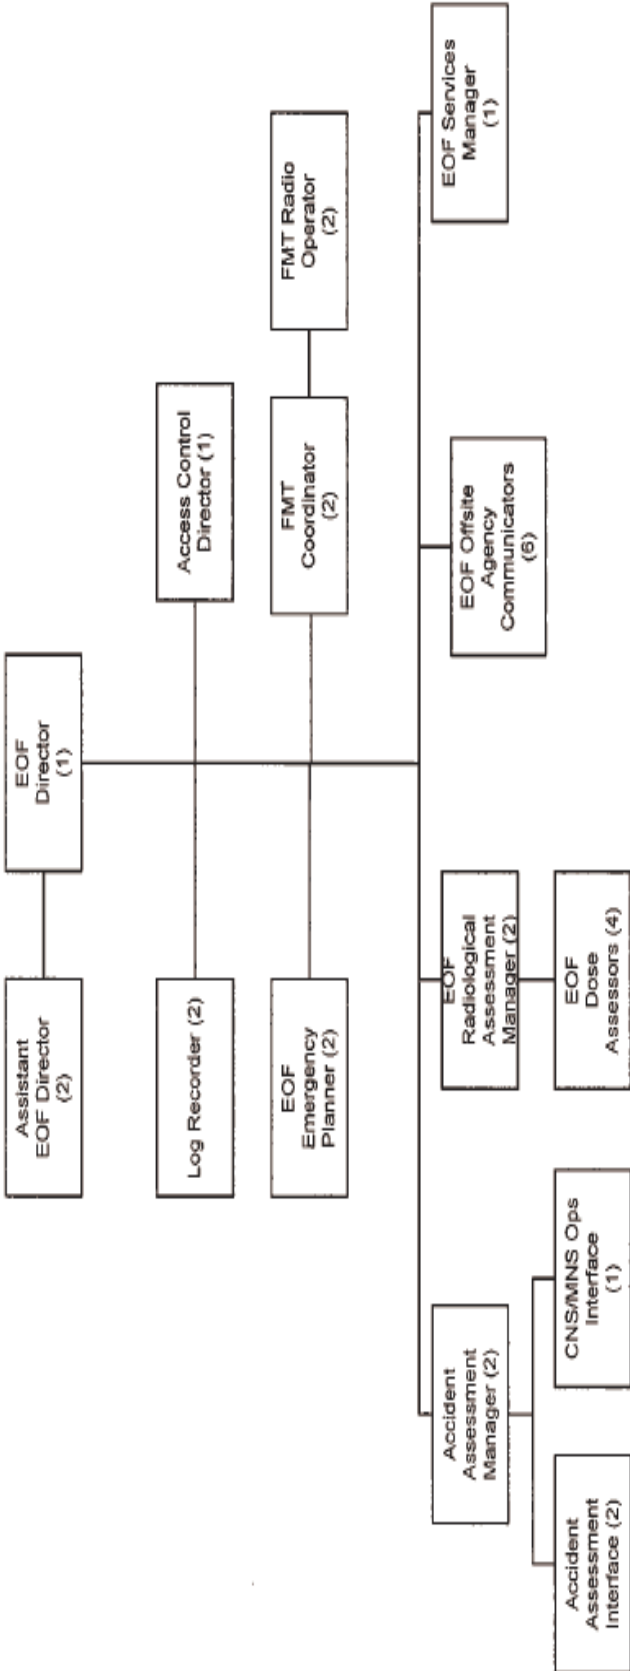 Assistant
EOF Director
(2)
EOF
Director
(1)
Log Recorder (2)
Access Control
Director (1)
EOF
Emergency
Planner (2)
FMT
Coordinator
(2)
FMT Radio
Operator
(2)
Accident
Assessment
Manager (2)
EOF
Radiological
Assessment
Manager (2)
EOF Offsite
Agency
Communicators
(6)
EOF Services
Manager
(1)
Accident
Assessment
Interface (2)
CNS/MNS Ops
Interface
(1)
EOF
Dose
Assessors (4)